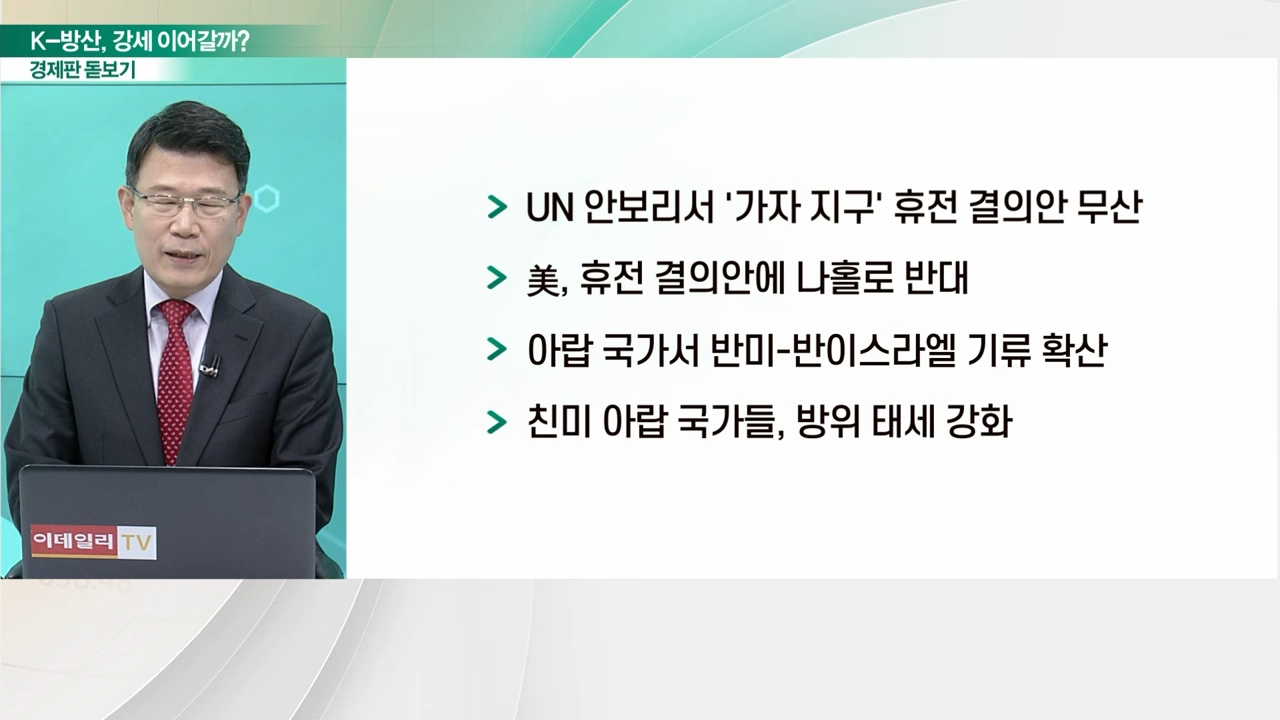 K-방산, 강세 이어갈까?
경제판 돋보기
> UN 안보리서 '가자 지구' 휴전 결의안 무산
> 美, 휴전 결의안에 나홀로 반대
> 아랍 국가서 반미-반이스라엘 기류 확산
> 친미 아랍 국가들, 방위 태세 강화
이데일리 TV